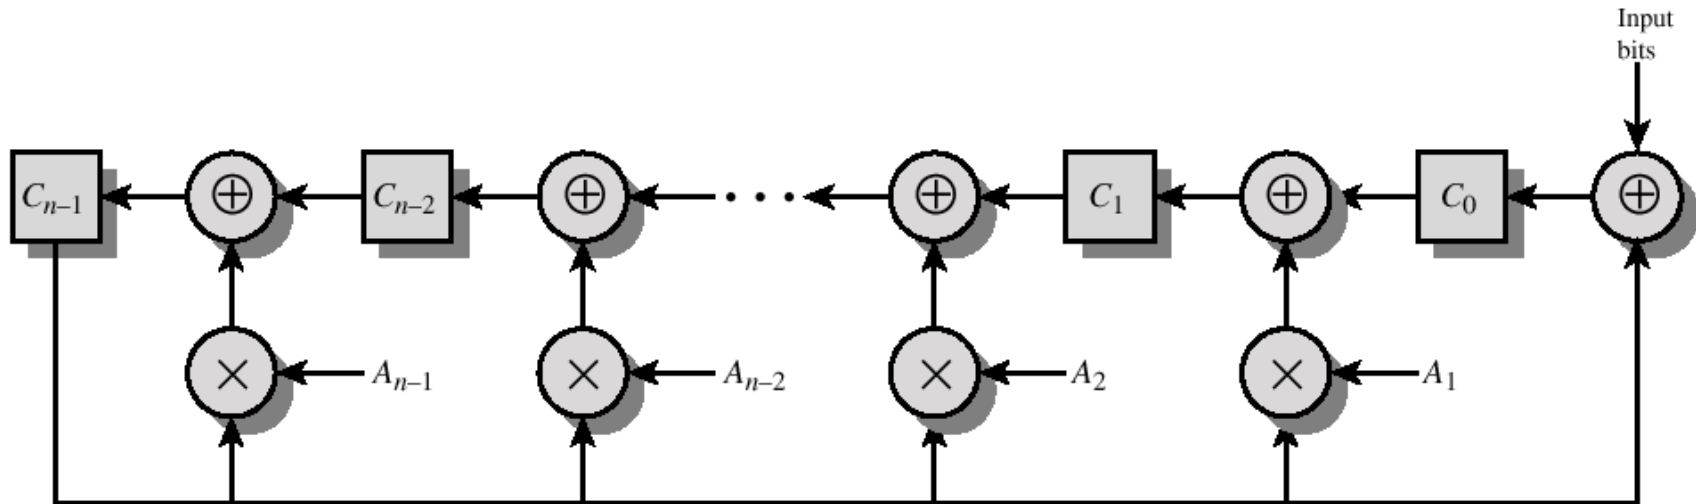 Input
bits
Cₙ₋₁ ⊕ Cₙ₋₂ ⊕ • • • ⊕ C₁ ⊕ C₀ ⊕
× Aₙ₋₁ × Aₙ₋₂ × A₂ × A₁